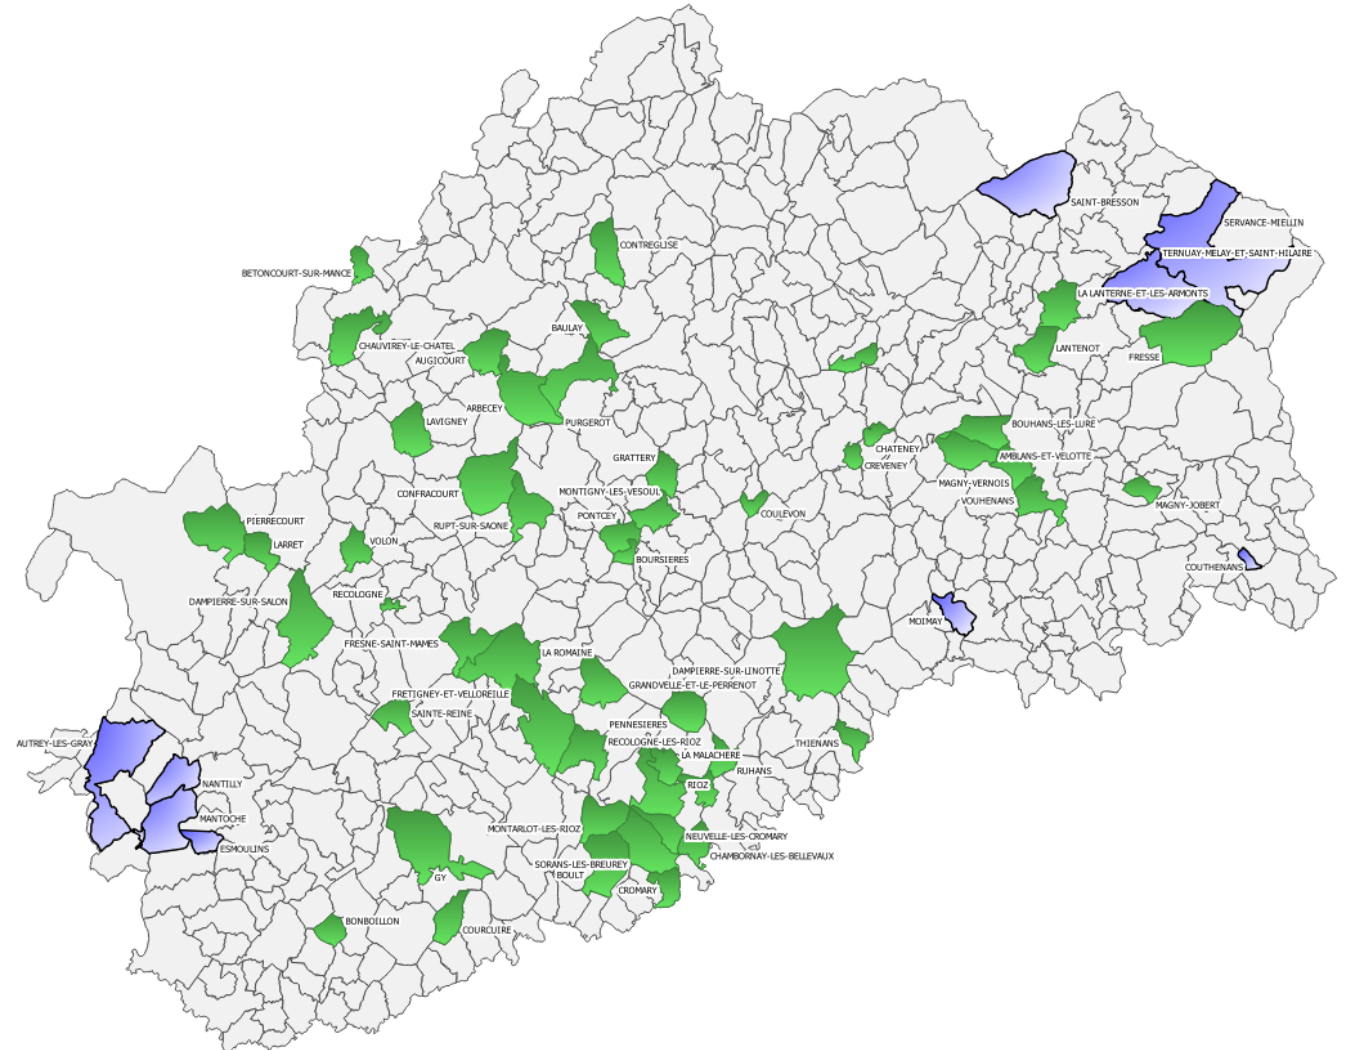 SAINT-BRESSON
SERVANCE-MIELLIN
CONTREGLISE
TERNUAY-MELAY-ET-SAINT-HILAIRE
BETONCOURT-SUR-MANCE
LA LANTERNE-ET-LES-ARMONTS
BAULAY
CHAUVIREY-LE-CHATEL
LANTENOT
FRESSE
AUGICOURT
ARBECEY
LAVIGNEY
PURGEROT
BOUHANS-LES-LURE
CHATENEY
GRATTERY
AMBLANS-ET-VELOTTE
CREVENEY
MAGNY-VERNOIS
CONFRACOURT
MONTIGNY-LES-VESOUL
VOUHENANS
MAGNY-JOBERT
COULEVON
PONTCEY
PIERRECOURT
RUPT-SUR-SAONE
VOLON
LARRET
BOURSIERES
COUTHENANS
RECOLOGNE
DAMPIERRE-SUR-SALON
MOIMAY
FRESNE-SAINT-MAMES
LA ROMAINE
DAMPIERRE-SUR-LINOTTE
GRANDVELLE-ET-LE-PERRENOT
FRETIGNEY-ET-VELLOREILLE
SAINTE-REINE
PENNESIERES
RECOLOGNE-LES-RIOZ
THIENANS
AUTREY-LES-GRAY
LA MALACHERE
RUHANS
NANTILLY
RIOZ
MANTOCHE
MONTARLOT-LES-RIOZ
NEUVELLE-LES-CROMARY
ESMOULINS
CHAMBORNAY-LES-BELLEVAUX
SORANS-LES-BREUREY
BOULT
GY
CROMARY
BONBOILLON
COURCUIRE